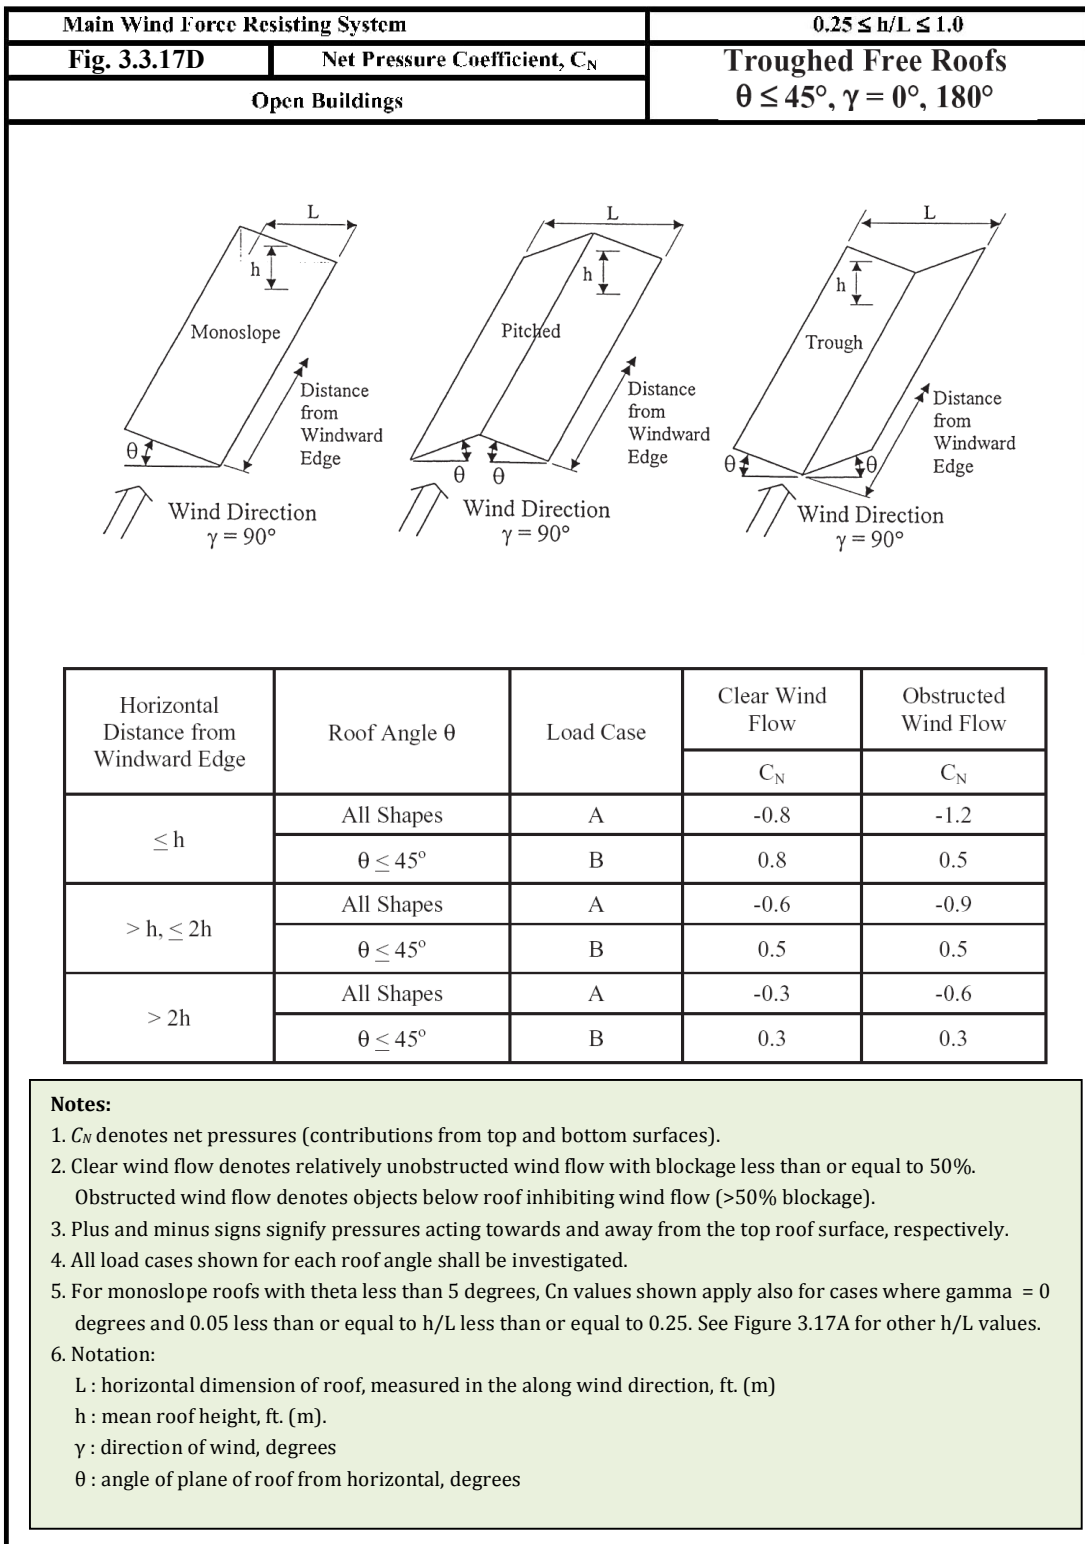 Main Wind Force Resisting System
0.25 ≤ h/L ≤ 1.0
Fig. 3.3.17D
Net Pressure Coefficient, C_N
Troughed Free Roofs
θ ≤ 45°, γ = 0°, 180°
Open Buildings
L
h
Monoslope
Distance
from
Windward
Edge
θ
Wind Direction
γ = 90°
L
h
Pitched
Distance
from
Windward
Edge
θ θ
Wind Direction
γ = 90°
L
h
Trough
Distance
from
Windward
Edge
θ θ
Wind Direction
γ = 90°
Horizontal
Distance from
Windward Edge
Roof Angle θ
Load Case
Clear Wind
Flow
Obstructed
Wind Flow
C_N C_N
≤ h
All Shapes A -0.8 -1.2
θ ≤ 45° B 0.8 0.5
> h, ≤ 2h
All Shapes A -0.6 -0.9
θ ≤ 45° B 0.5 0.5
> 2h
All Shapes A -0.3 -0.6
θ ≤ 45° B 0.3 0.3
Notes:
1. C_N denotes net pressures (contributions from top and bottom surfaces).
2. Clear wind flow denotes relatively unobstructed wind flow with blockage less than or equal to 50%.
Obstructed wind flow denotes objects below roof inhibiting wind flow (>50% blockage).
3. Plus and minus signs signify pressures acting towards and away from the top roof surface, respectively.
4. All load cases shown for each roof angle shall be investigated.
5. For monoslope roofs with theta less than 5 degrees, Cn values shown apply also for cases where gamma = 0
degrees and 0.05 less than or equal to h/L less than or equal to 0.25. See Figure 3.17A for other h/L values.
6. Notation:
L : horizontal dimension of roof, measured in the along wind direction, ft. (m)
h : mean roof height, ft. (m).
γ : direction of wind, degrees
θ : angle of plane of roof from horizontal, degrees